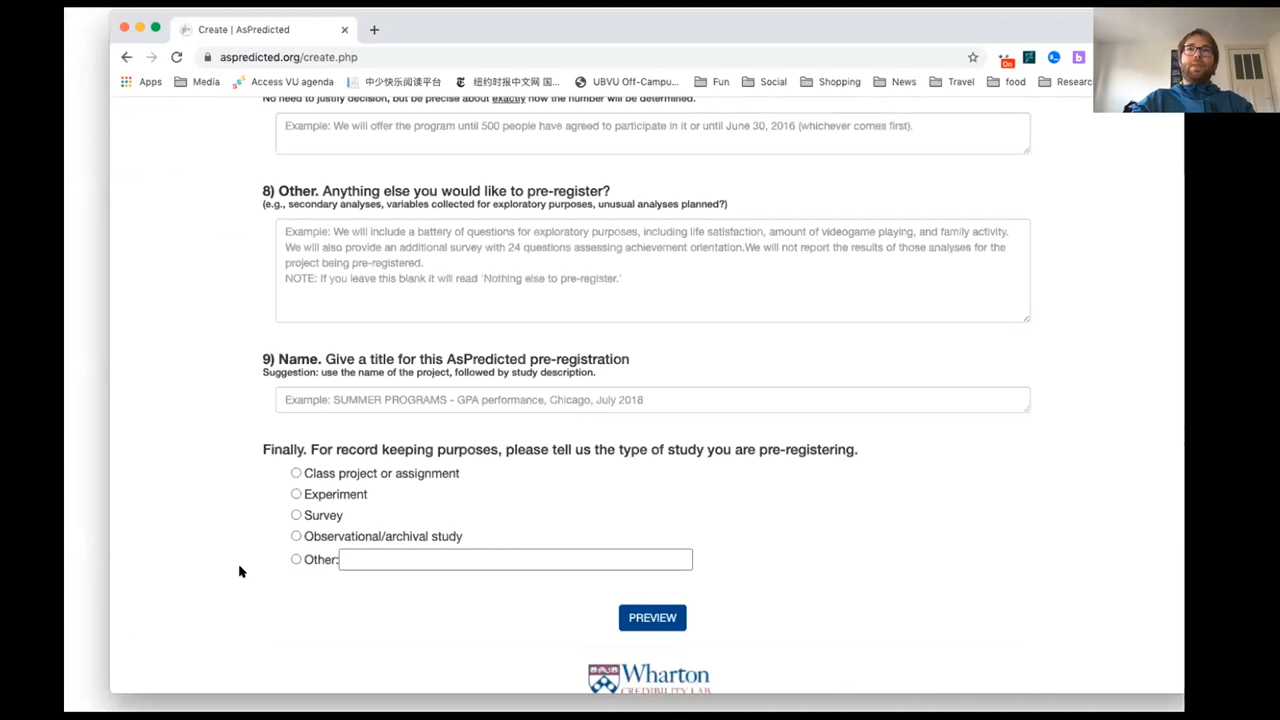 Create | AsPredicted
aspredicted.org/create.php
On
b
Apps Media Access VU agenda 中少快乐阅读平台 纽约时报中文网 国... UBVU Off-Campu... Fun Social Shopping News Travel food Researc
No need to justify decision, but be precise about exactly how the number will be determined.
Example: We will offer the program until 500 people have agreed to participate in it or until June 30, 2016 (whichever comes first).
8) Other. Anything else you would like to pre-register?
(e.g., secondary analyses, variables collected for exploratory purposes, unusual analyses planned?)
Example: We will include a battery of questions for exploratory purposes, including life satisfaction, amount of videogame playing, and family activity.
We will also provide an additional survey with 24 questions assessing achievement orientation.We will not report the results of those analyses for the
project being pre-registered.
NOTE: If you leave this blank it will read 'Nothing else to pre-register.'
9) Name. Give a title for this AsPredicted pre-registration
Suggestion: use the name of the project, followed by study description.
Example: SUMMER PROGRAMS - GPA performance, Chicago, July 2018
Finally. For record keeping purposes, please tell us the type of study you are pre-registering.
Class project or assignment
Experiment
Survey
Observational/archival study
Other:
PREVIEW
Wharton
CREDIBILITY LAB